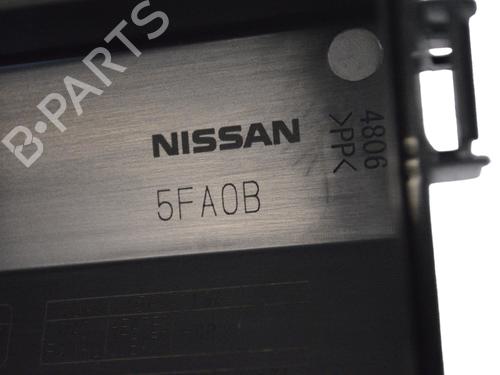 B-PARTS
NISSAN
5FA0B
4806
>PP<